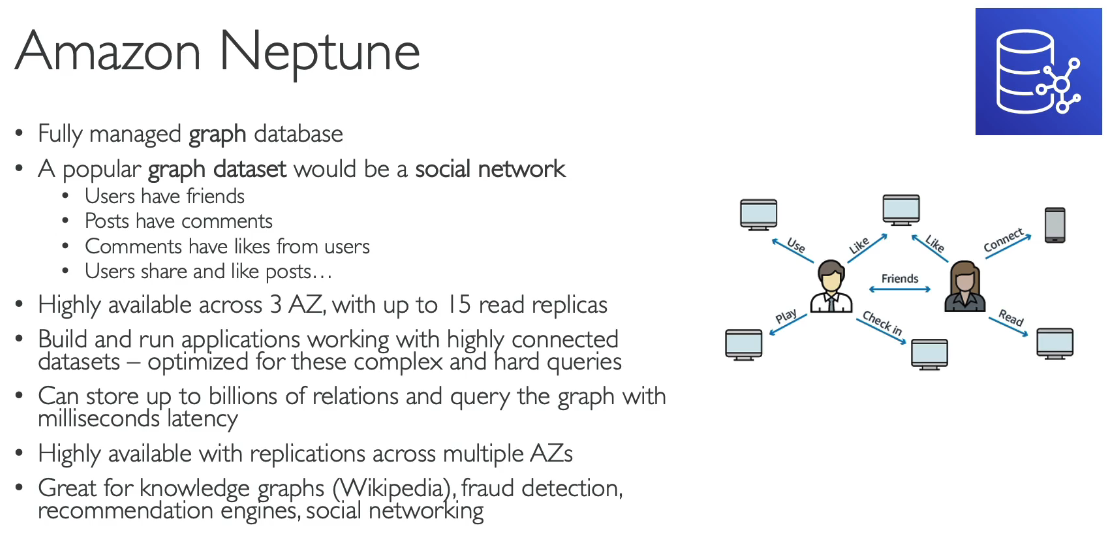 Amazon Neptune
• Fully managed graph database
• A popular graph dataset would be a social network
• Users have friends
• Posts have comments
• Comments have likes from users
• Users share and like posts…
• Highly available across 3 AZ, with up to 15 read replicas
• Build and run applications working with highly connected
datasets – optimized for these complex and hard queries
• Can store up to billions of relations and query the graph with
milliseconds latency
• Highly available with replications across multiple AZs
• Great for knowledge graphs (Wikipedia), fraud detection,
recommendation engines, social networking
Use
Like
Like
Connect
Friends
Play
Check in
Read